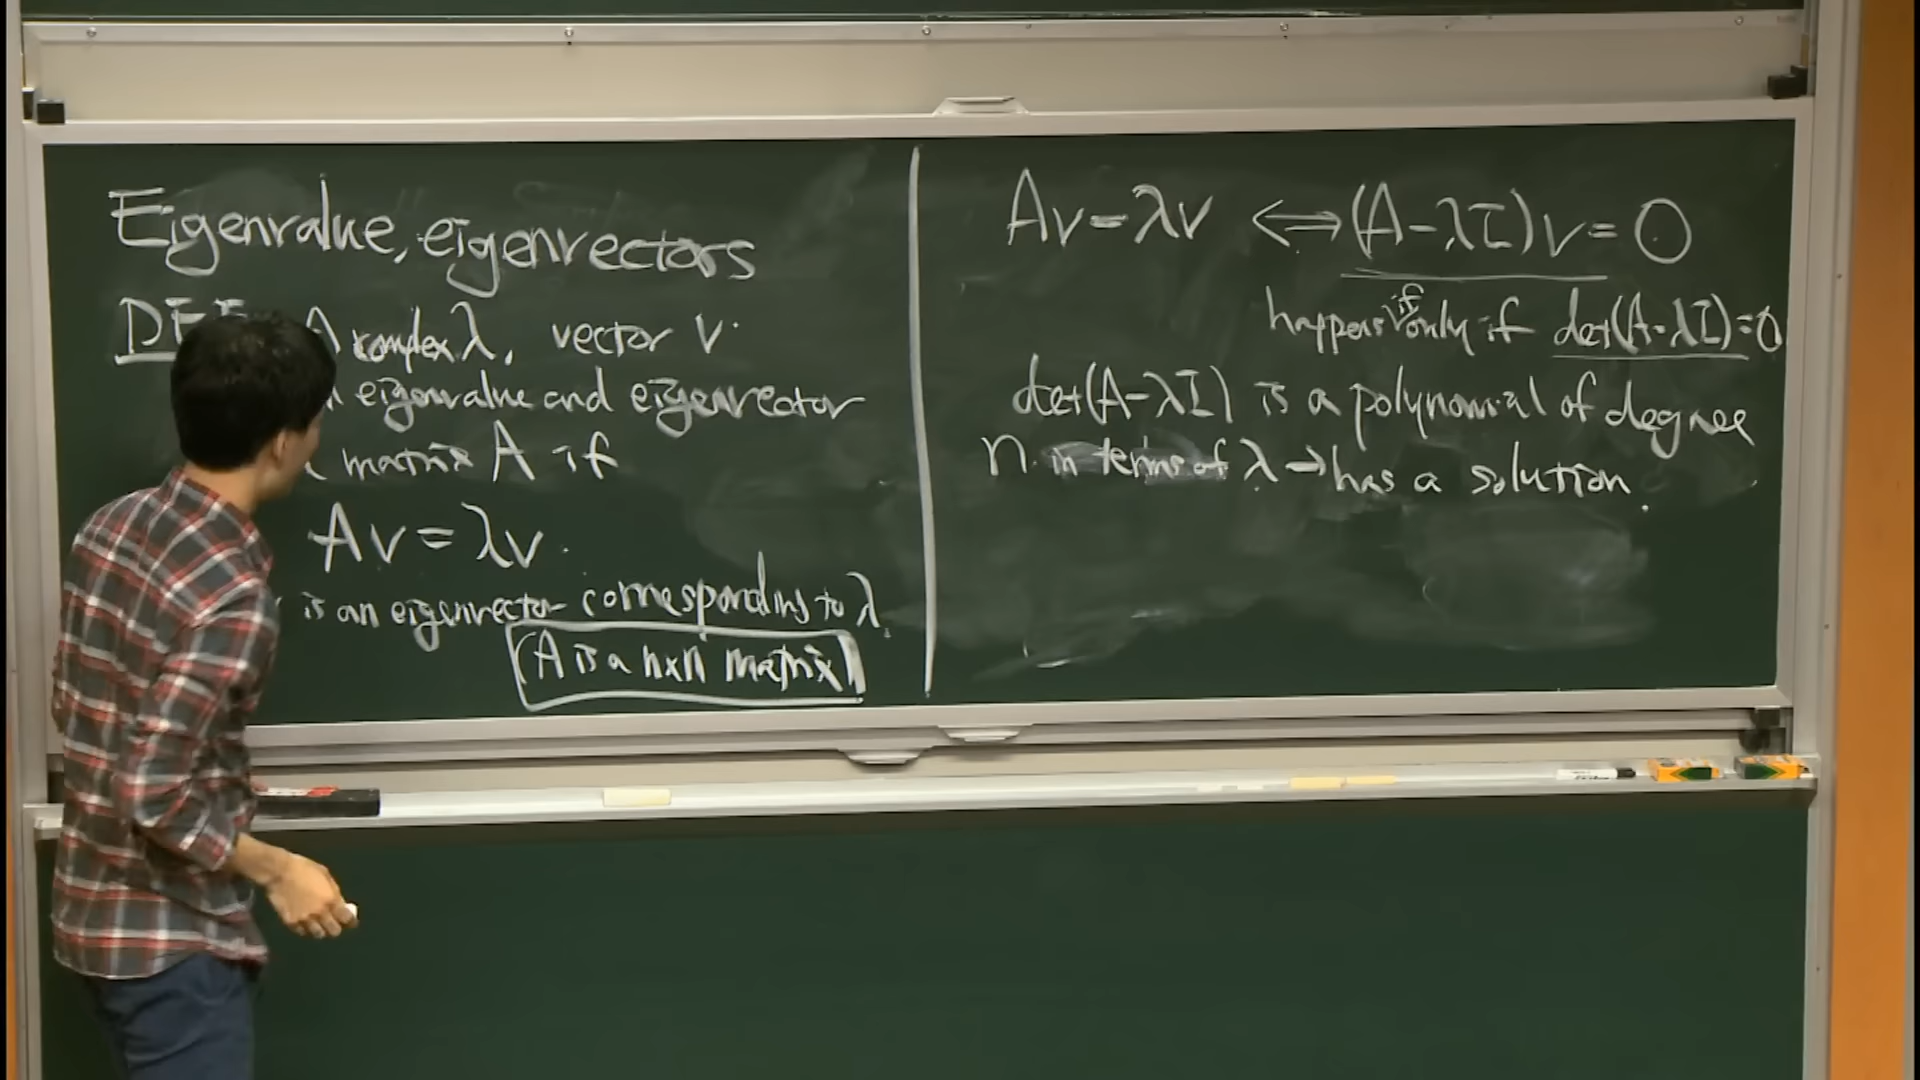 Eigenvalue, eigenvectors
DEF A complex λ, vector v.
eigenvalue and eigenvector
matrix A if
Av = λv.
is an eigenvector corresponding to λ.
(A is a n×n matrix)
Av = λv ⟺ (A-λI)v = 0
happens if only if det(A-λI) = 0
det(A-λI) is a polynomial of degree
n in terms of λ → has a solution.